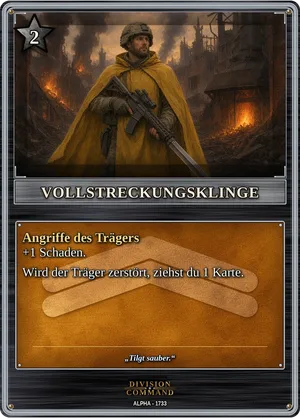 2
VOLLSTRECKUNGSKLINGE
Angriffe des Trägers
+1 Schaden.
Wird der Träger zerstört, ziehst du 1 Karte.
„Tilgt sauber.“
DIVISION
COMMAND
ALPHA - 1733